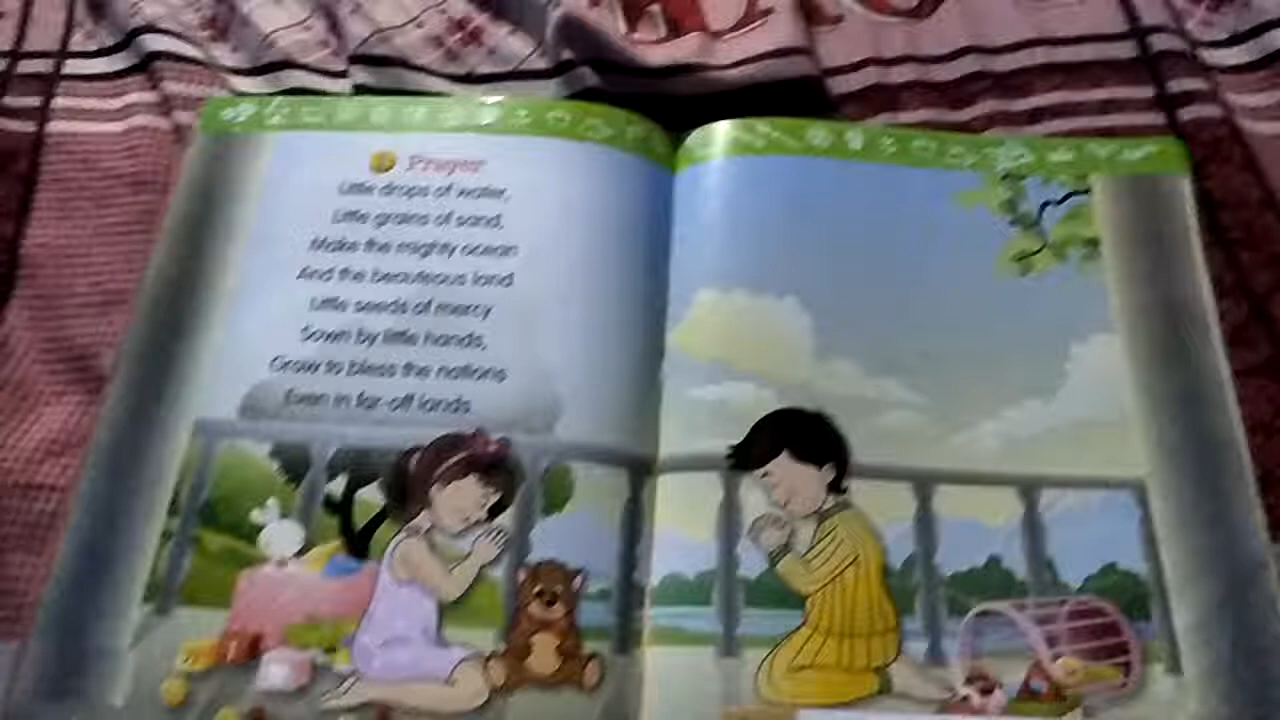 Prayer
Little drops of water,
Little grains of sand,
Make the mighty ocean
And the beauteous land
Little seeds of mercy
Sown by little hands,
Grow to bless the nations
Even in far-off lands.